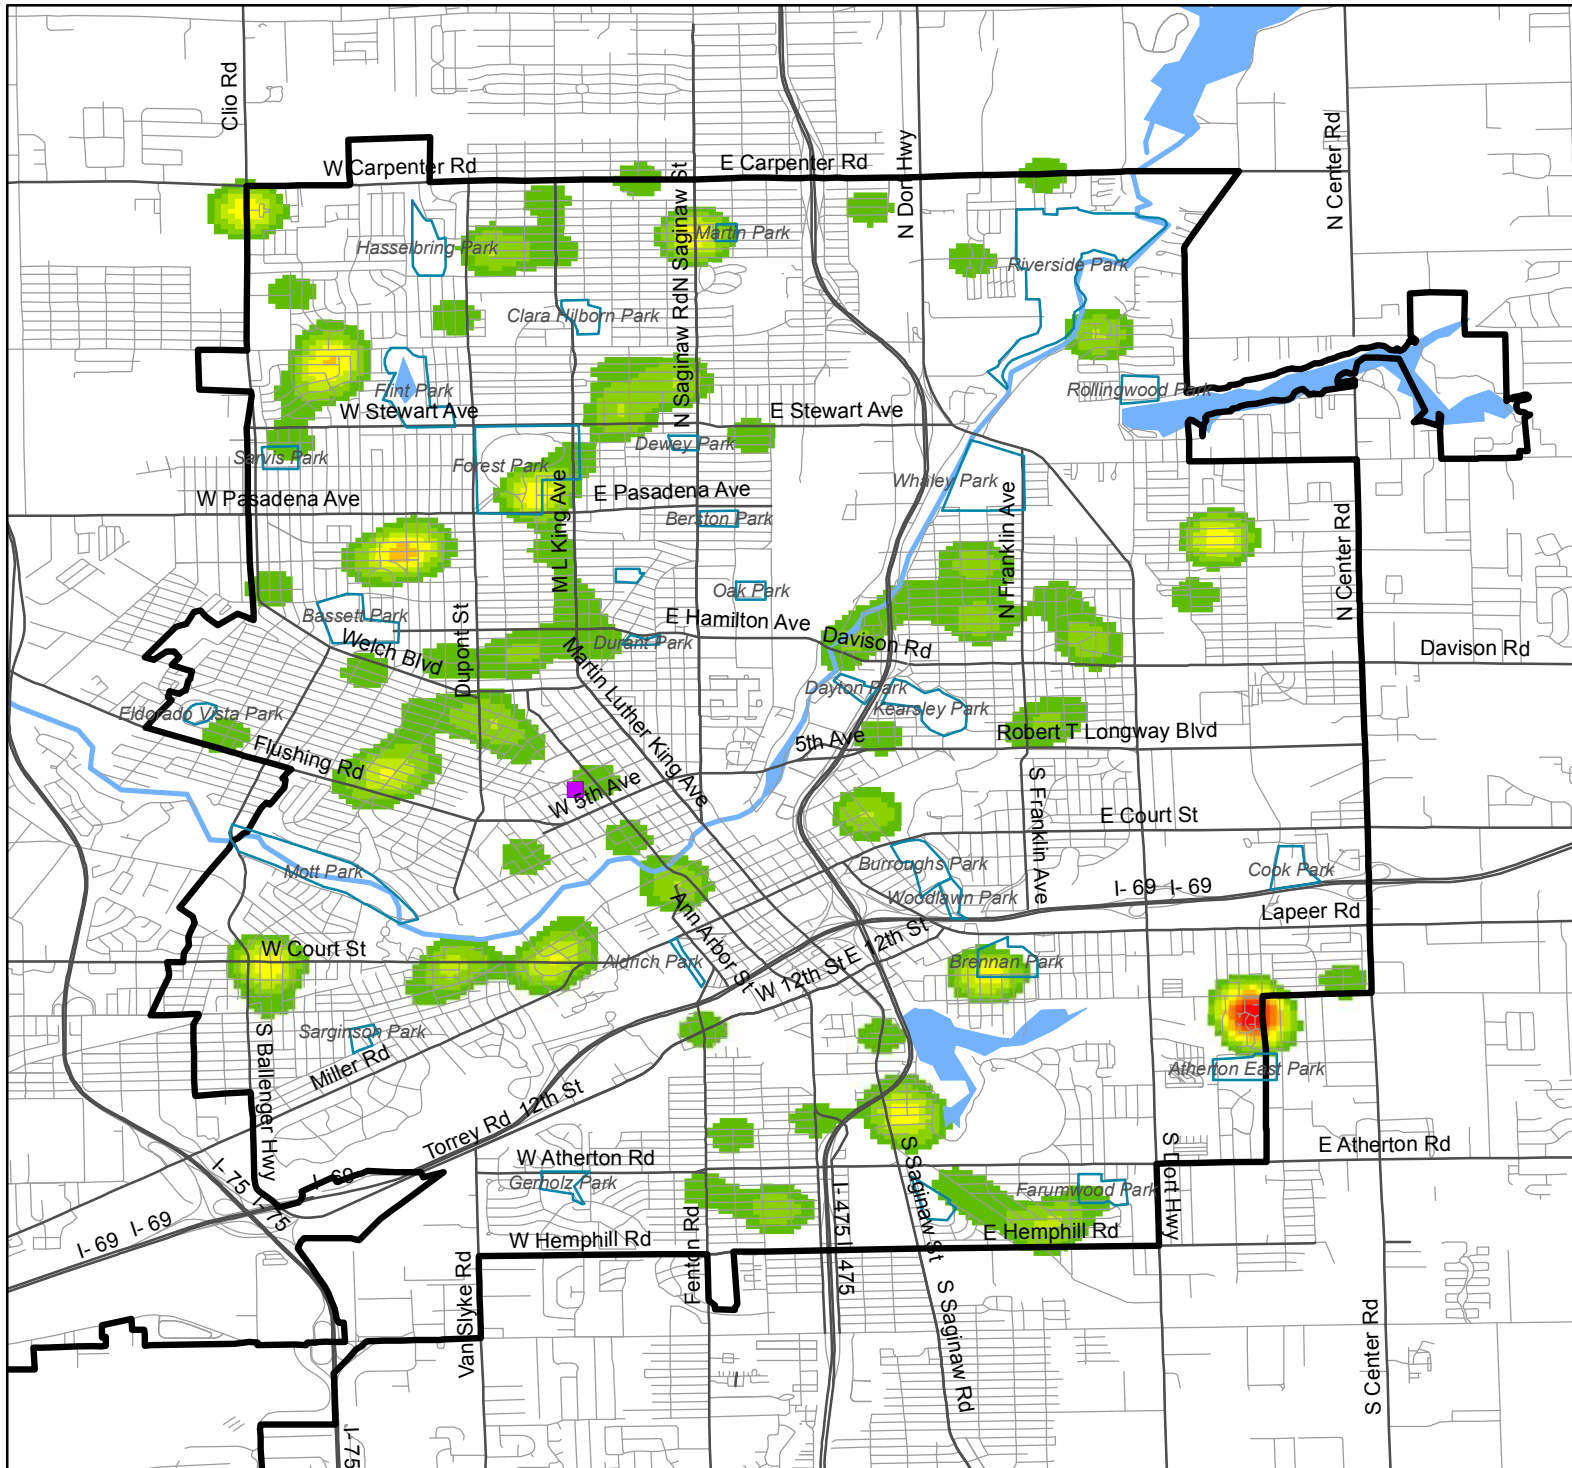 Clio Rd
W Carpenter Rd
E Carpenter Rd
N Saginaw St
N Dort Hwy
N Center Rd
Martin Park
Hasselbring Park
Riverside Park
Clara Hilborn Park
N Saginaw Rd
Flint Park
Rollingwood Park
W Stewart Ave
E Stewart Ave
Dewey Park
Sarvis Park
Forest Park
Whaley Park
W Pasadena Ave
E Pasadena Ave
Berston Park
M L King Ave
N Franklin Ave
N Center Rd
Oak Park
Bassett Park
E Hamilton Ave
Durant Park
Welch Blvd
Davison Rd
Davison Rd
Dupont St
Martin Luther King Ave
Dayton Park
Kearsley Park
Eldorado Vista Park
Flushing Rd
5th Ave
Robert T Longway Blvd
W 5th Ave
S Franklin Ave
E Court St
Mott Park
Burroughs Park
Cook Park
Woodlawn Park
I- 69 I- 69
Lapeer Rd
Ann Arbor St
W Court St
Aldrich Park
E 12th St
W 12th St
Brennan Park
Sarginson Park
Miller Rd
S Ballenger Hwy
Atherton East Park
Torrey Rd
12th St
W Atherton Rd
E Atherton Rd
S Dort Hwy
I- 75 I- 75
I- 69
Gerholz Park
Farumwood Park
I- 69 I- 69
W Hemphill Rd
E Hemphill Rd
Fenton Rd
I-475 I-475
S Saginaw St
Van Slyke Rd
S Saginaw Rd
S Center Rd
I-75